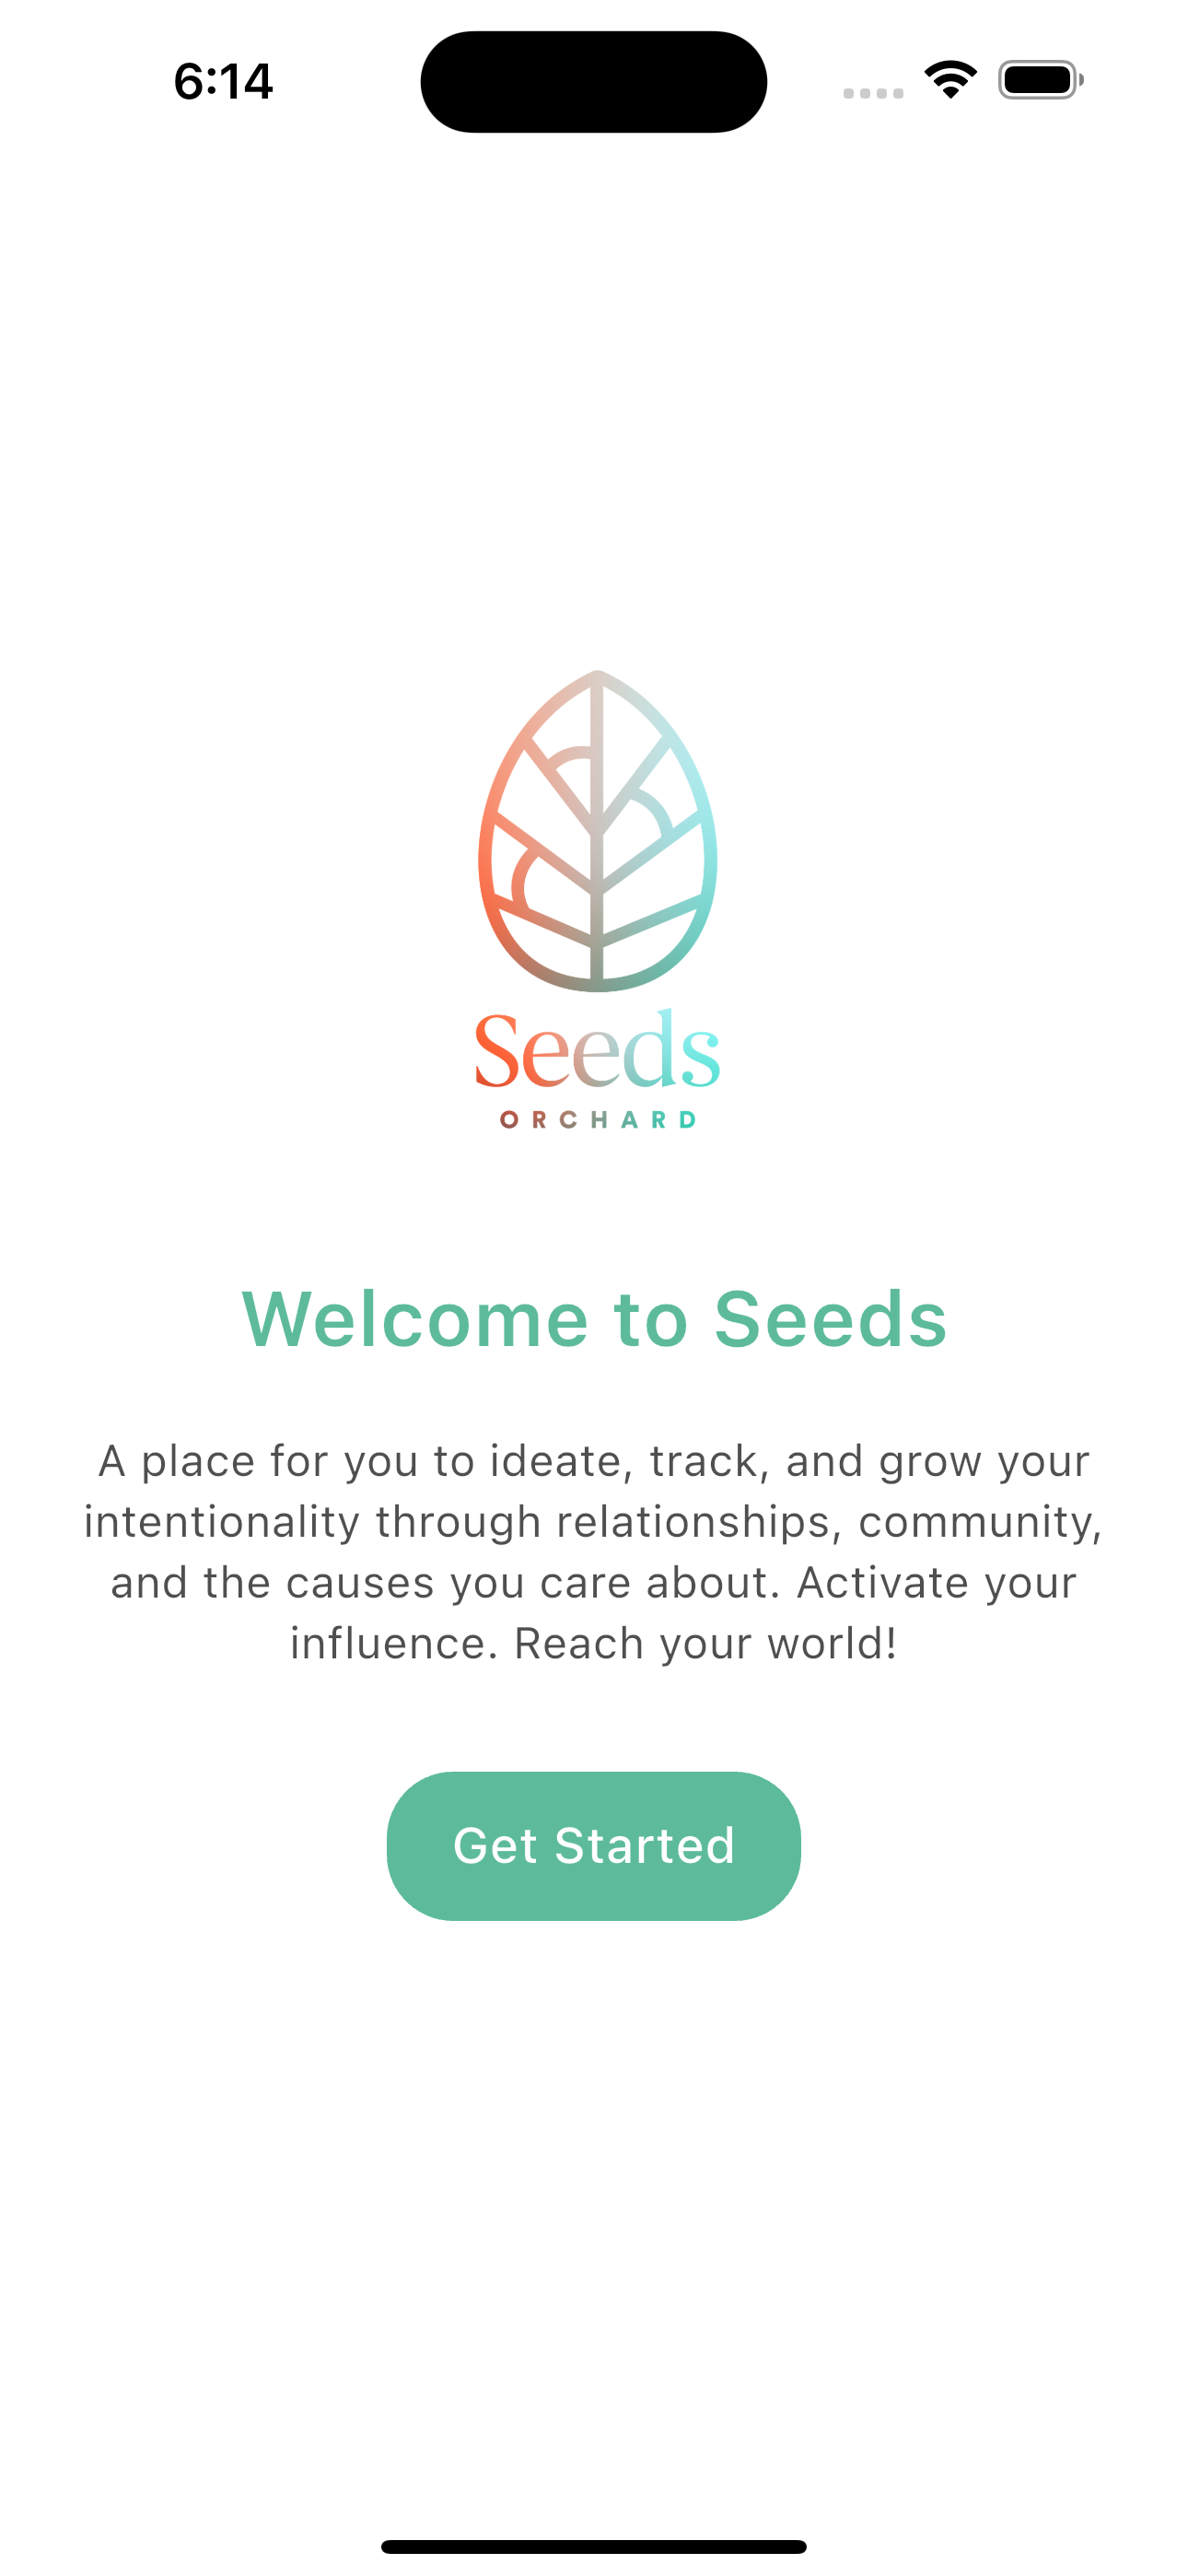 6:14
Seeds
ORCHARD
Welcome to Seeds
A place for you to ideate, track, and grow your
intentionality through relationships, community,
and the causes you care about. Activate your
influence. Reach your world!
Get Started